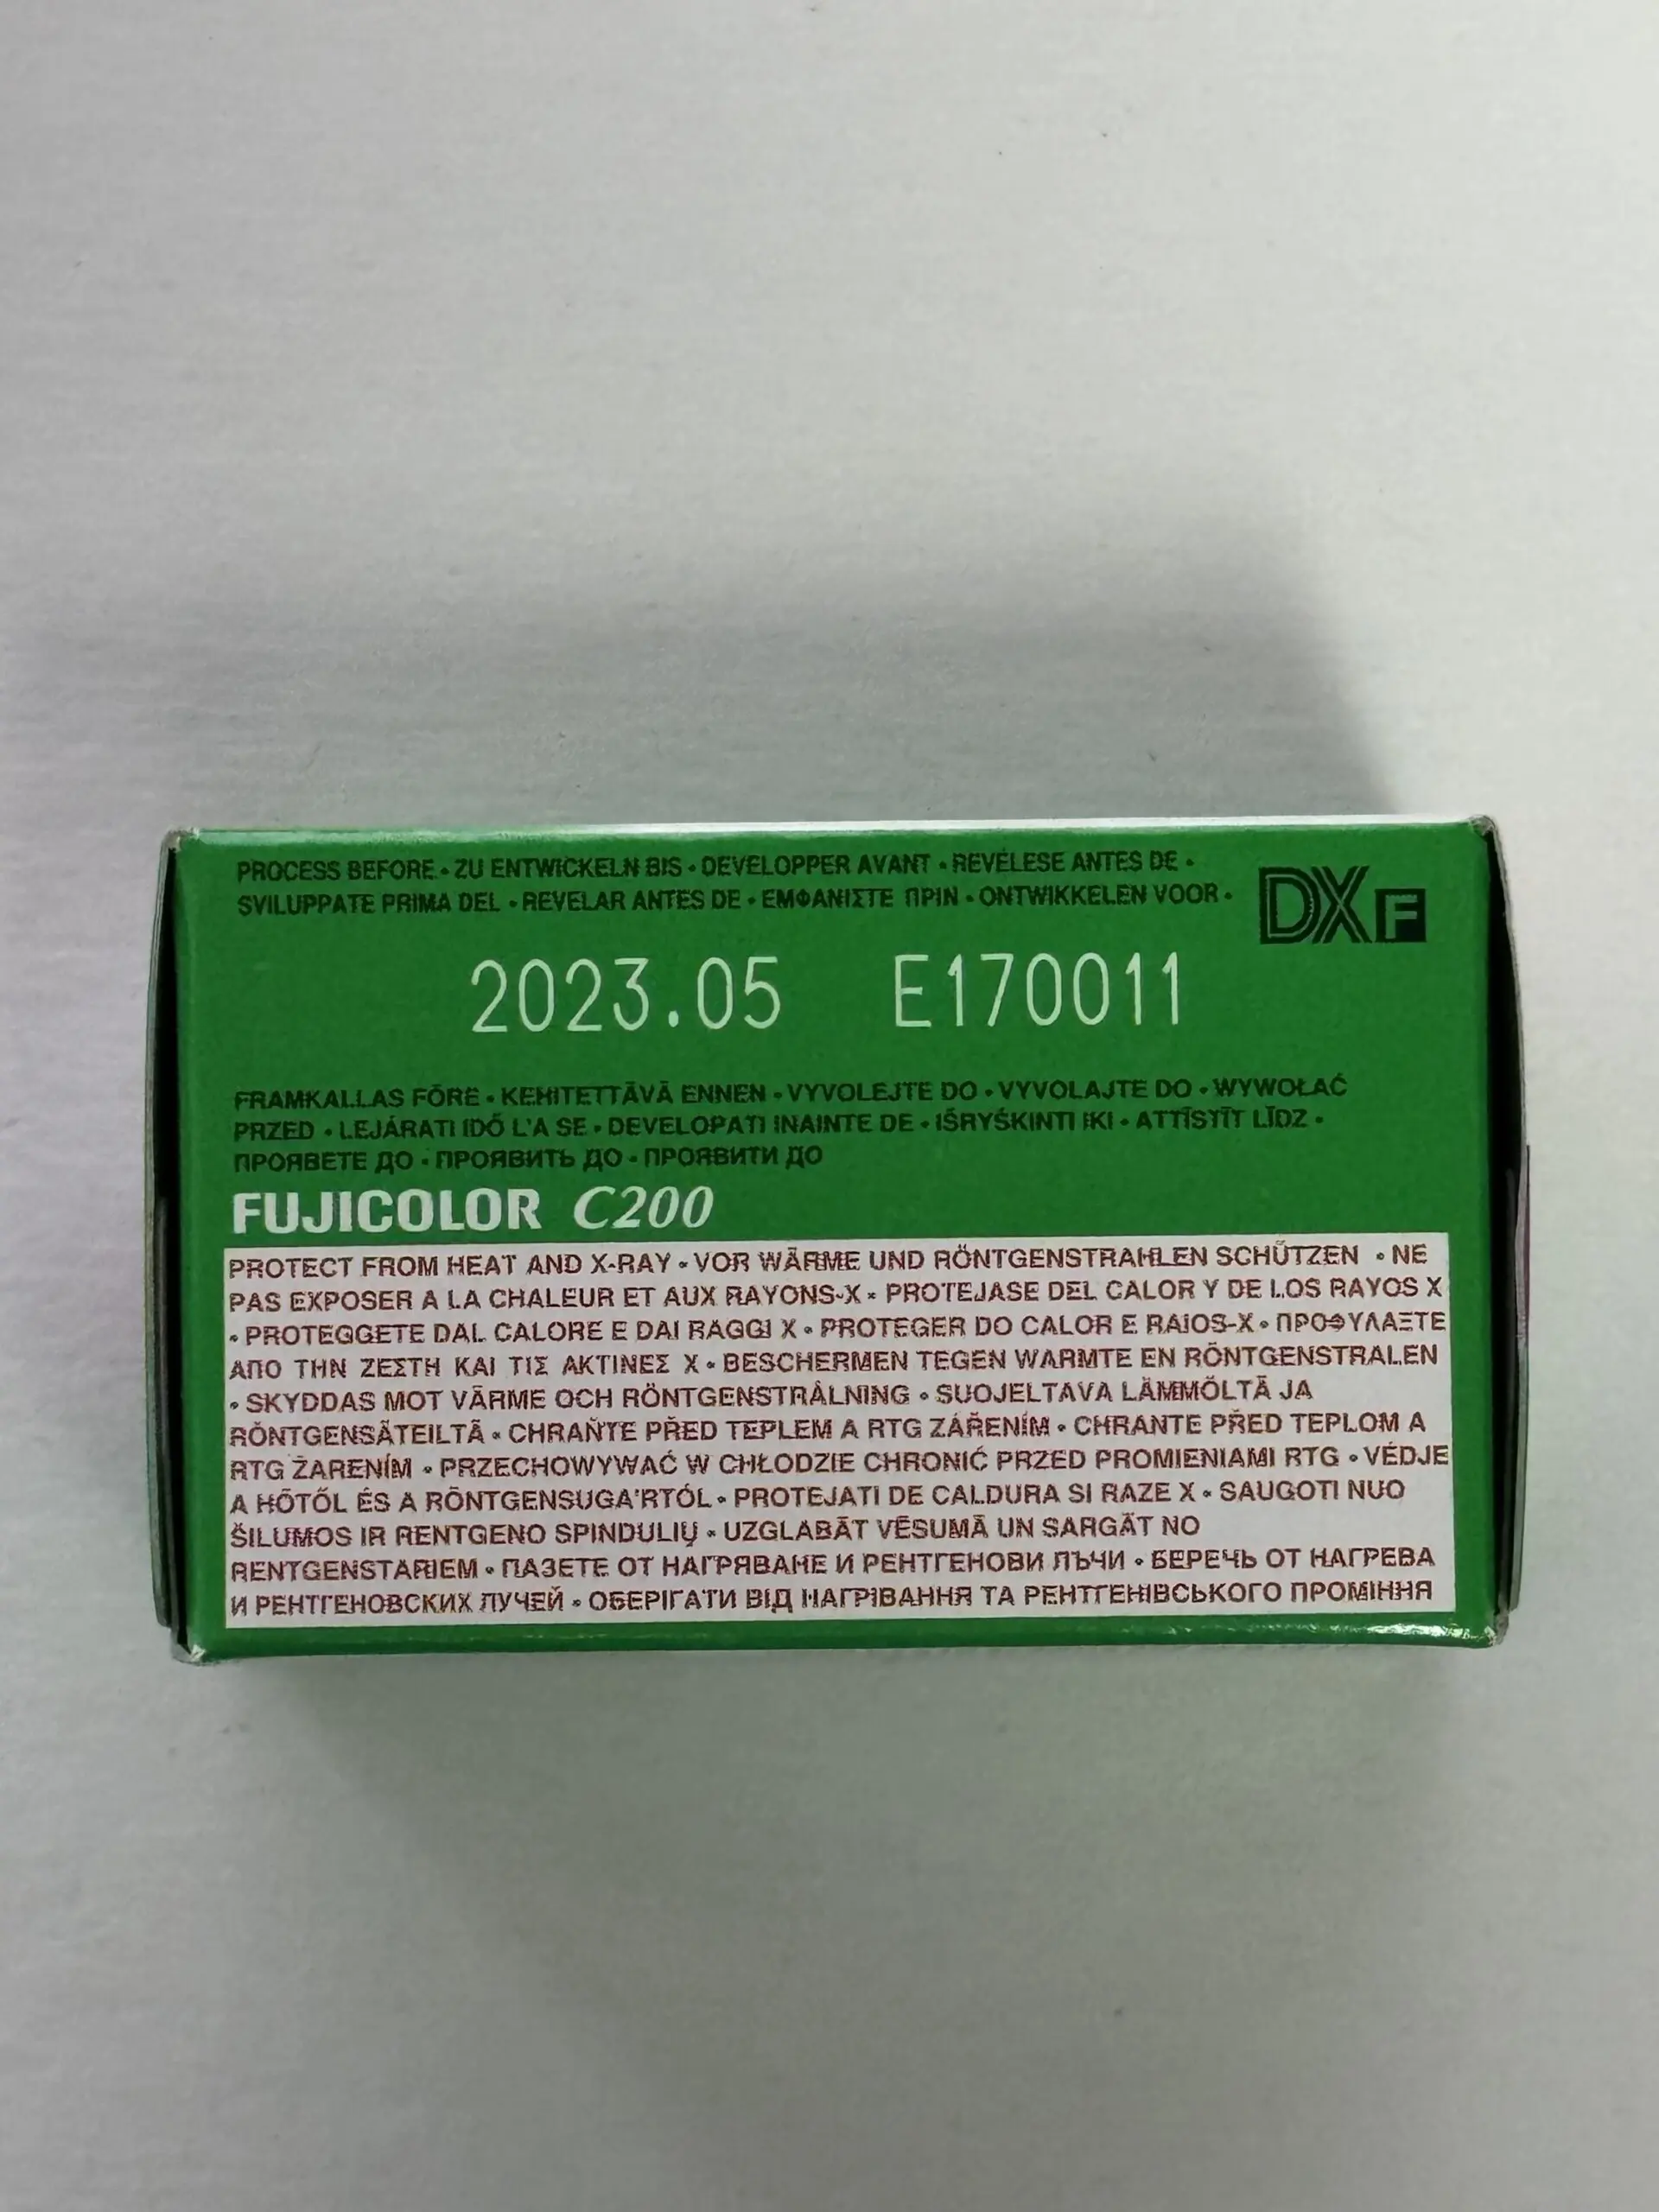 PROCESS BEFORE • ZU ENTWICKELN BIS • DEVELOPPER AVANT • REVÉLESE ANTES DE •
SVILUPPATE PRIMA DEL • REVELAR ANTES DE • ΕΜΦΑΝΙΣΤΕ ΠΡΙΝ • ONTWIKKELEN VOOR •
DXF
2023.05 E170011
FRAMKALLAS FÖRE • KEHITETTÄVÄ ENNEN • VYVOLEJTE DO • VYVOLAJTE DO • WYWOŁAĆ
PRZED • LEJÁRATI IDŐ L'A SE • DEVELOPATI INAINTE DE • IŠRYŠKINTI IKI • ATTĪSTĪT LĪDZ •
ПРОЯВЕТЕ ДО • ПРОЯВИТЬ ДО • ПРОЯВИТИ ДО
FUJICOLOR C200
PROTECT FROM HEAT AND X-RAY • VOR WÄRME UND RÖNTGENSTRAHLEN SCHÜTZEN • NE
PAS EXPOSER A LA CHALEUR ET AUX RAYONS-X • PROTEJASE DEL CALOR Y DE LOS RAYOS X
• PROTEGGETE DAL CALORE E DAI RAGGI X • PROTEGER DO CALOR E RAIOS-X • ΠΡΟΦΥΛΑΞΤΕ
ΑΠΟ ΤΗΝ ΖΕΣΤΗ ΚΑΙ ΤΙΣ ΑΚΤΙΝΕΣ Χ • BESCHERMEN TEGEN WARMTE EN RÖNTGENSTRALEN
• SKYDDAS MOT VÄRME OCH RÖNTGENSTRÅLNING • SUOJELTAVA LÄMMÖLTÄ JA
RÖNTGENSÄTEILTÄ • CHRAŇTE PŘED TEPLEM A RTG ZÁŘENÍM • CHRANTE PŘED TEPLOM A
RTG ŽARENÍM • PRZECHOWYWAĆ W CHŁODZIE CHRONIĆ PRZED PROMIENIAMI RTG • VÉDJE
A HŐTŐL ÉS A RÖNTGENSUGA'RTÓL • PROTEJATI DE CALDURA SI RAZE X • SAUGOTI NUO
ŠILUMOS IR RENTGENO SPINDULIŲ • UZGLABĀT VĒSUMĀ UN SARGĀT NO
RENTGENSTARIEM • ПАЗЕТЕ ОТ НАГРЯВАНЕ И РЕНТГЕНОВИ ЛЪЧИ • БЕРЕЧЬ ОТ НАГРЕВА
И РЕНТГЕНОВСКИХ ЛУЧЕЙ • ОБЕРІГАТИ ВІД НАГРІВАННЯ ТА РЕНТГЕНІВСЬКОГО ПРОМІННЯ